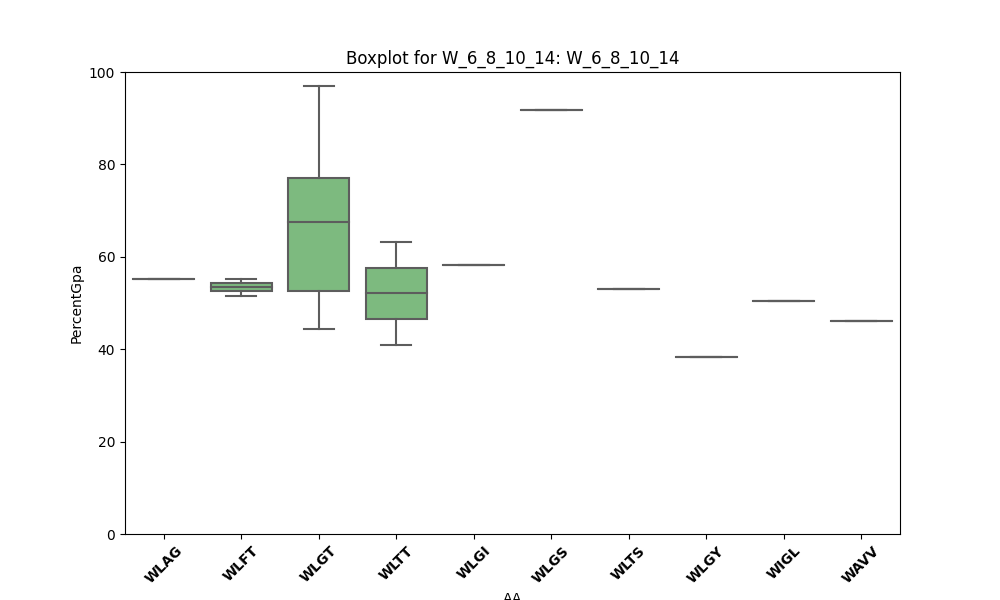 Boxplot for W_6_8_10_14: W_6_8_10_14
100
80
60
40
20
0
PercentGpa
WLAG WLFT WLGT WLTT WLGI WLGS WLTS WLGY WIGL WAVV
AA